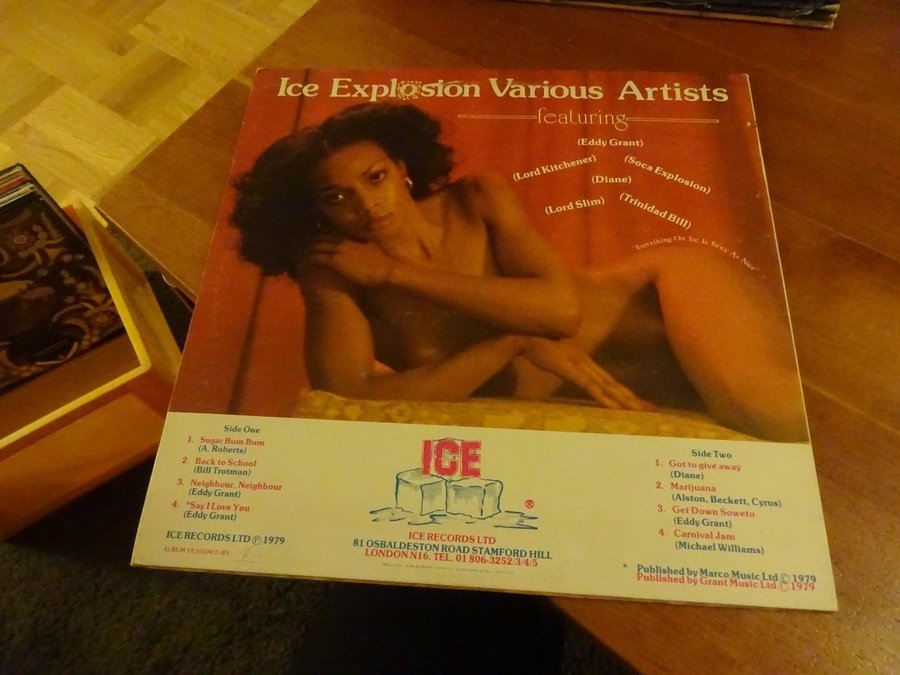 Ice Explosion Various Artists
featuring
(Eddy Grant)
(Lord Kitchener)
(Soca Explosion)
(Diane)
(Lord Slim)
(Trinidad Bill)
"Everything On Ice Is Twice As Nice"
Side One
1. Sugar Bum Bum
(A. Roberts)
2. Back to School
(Bill Trotman)
3. Neighbour, Neighbour
(Eddy Grant)
4. *Say I Love You
(Eddy Grant)
ICE RECORDS LTD Ⓟ 1979
ALBUM DESIGNED BY:
ICE
®
ICE RECORDS LTD
81 OSBALDESTON ROAD STAMFORD HILL
LONDON N16. TEL. 01 806-3252/3/4/5
Side Two
1. Got to give away
(Diane)
2. Marijuana
(Alston, Beckett, Cyrus)
3. Get Down Soweto
(Eddy Grant)
4. Carnival Jam
(Michael Williams)
* Published by Marco Music Ltd © 1979
Published by Grant Music Ltd © 1979